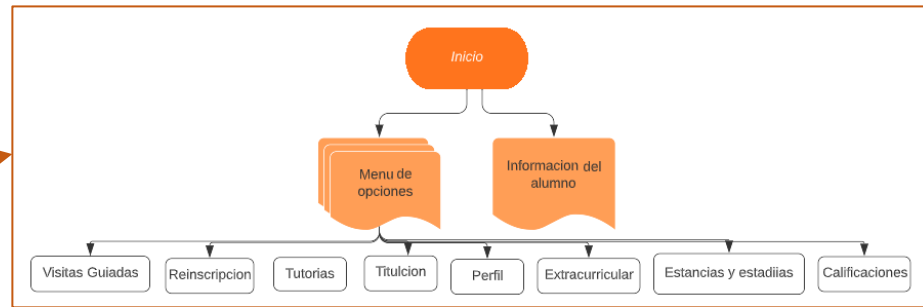 Inicio
Menu de
opciones
Informacion del
alumno
Visitas Guiadas
Reinscripcion
Tutorias
Titulcion
Perfil
Extracurricular
Estancias y estadiias
Calificaciones